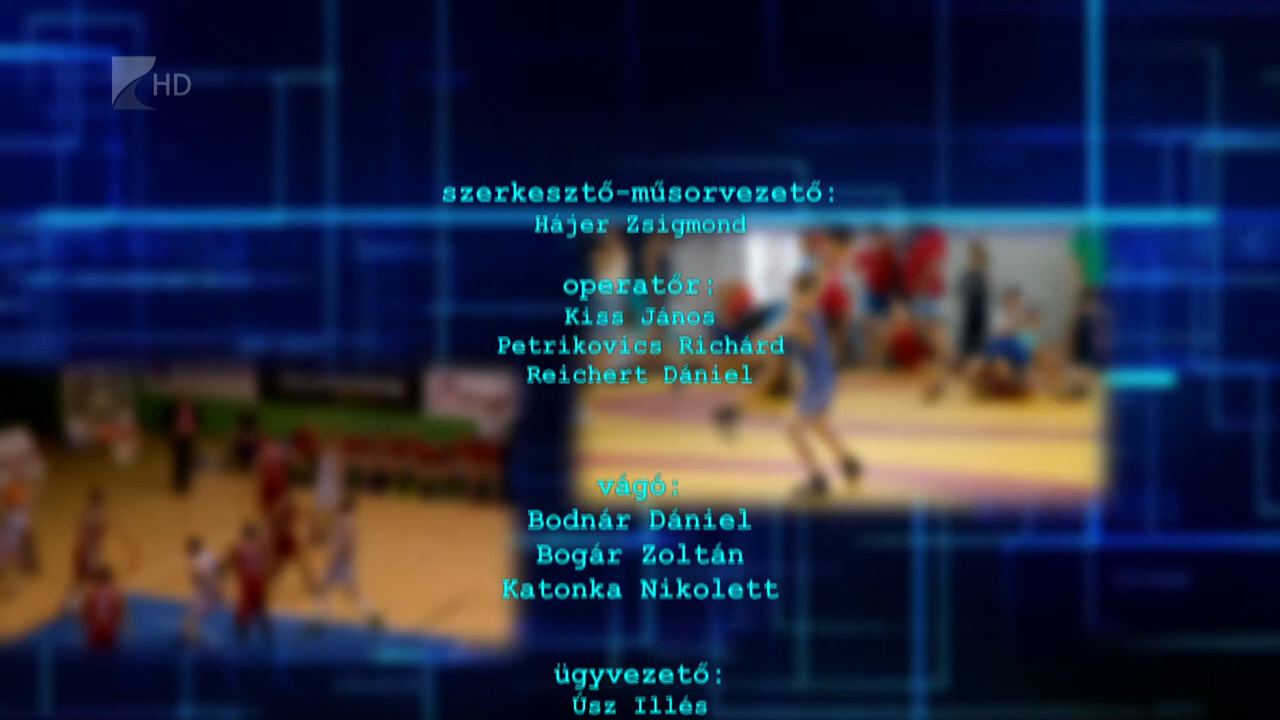 HD
szerkesztő-műsorvezető:
Hájer Zsigmond
operatőr:
Kiss János
Petrikovics Richárd
Reichert Dániel
vágó:
Bodnár Dániel
Bogár Zoltán
Katonka Nikolett
ügyvezető:
Úsz Illés